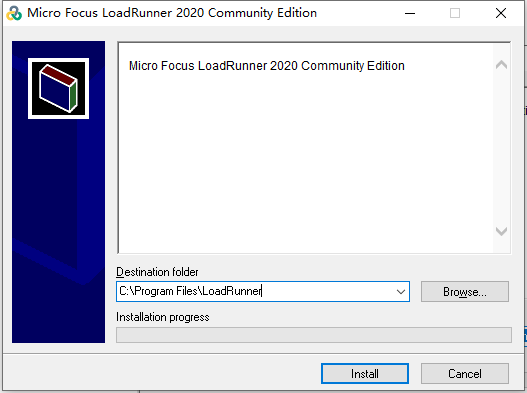 Micro Focus LoadRunner 2020 Community Edition
Micro Focus LoadRunner 2020 Community Edition
Destination folder
C:\Program Files\LoadRunner
Browse...
Installation progress
Install
Cancel